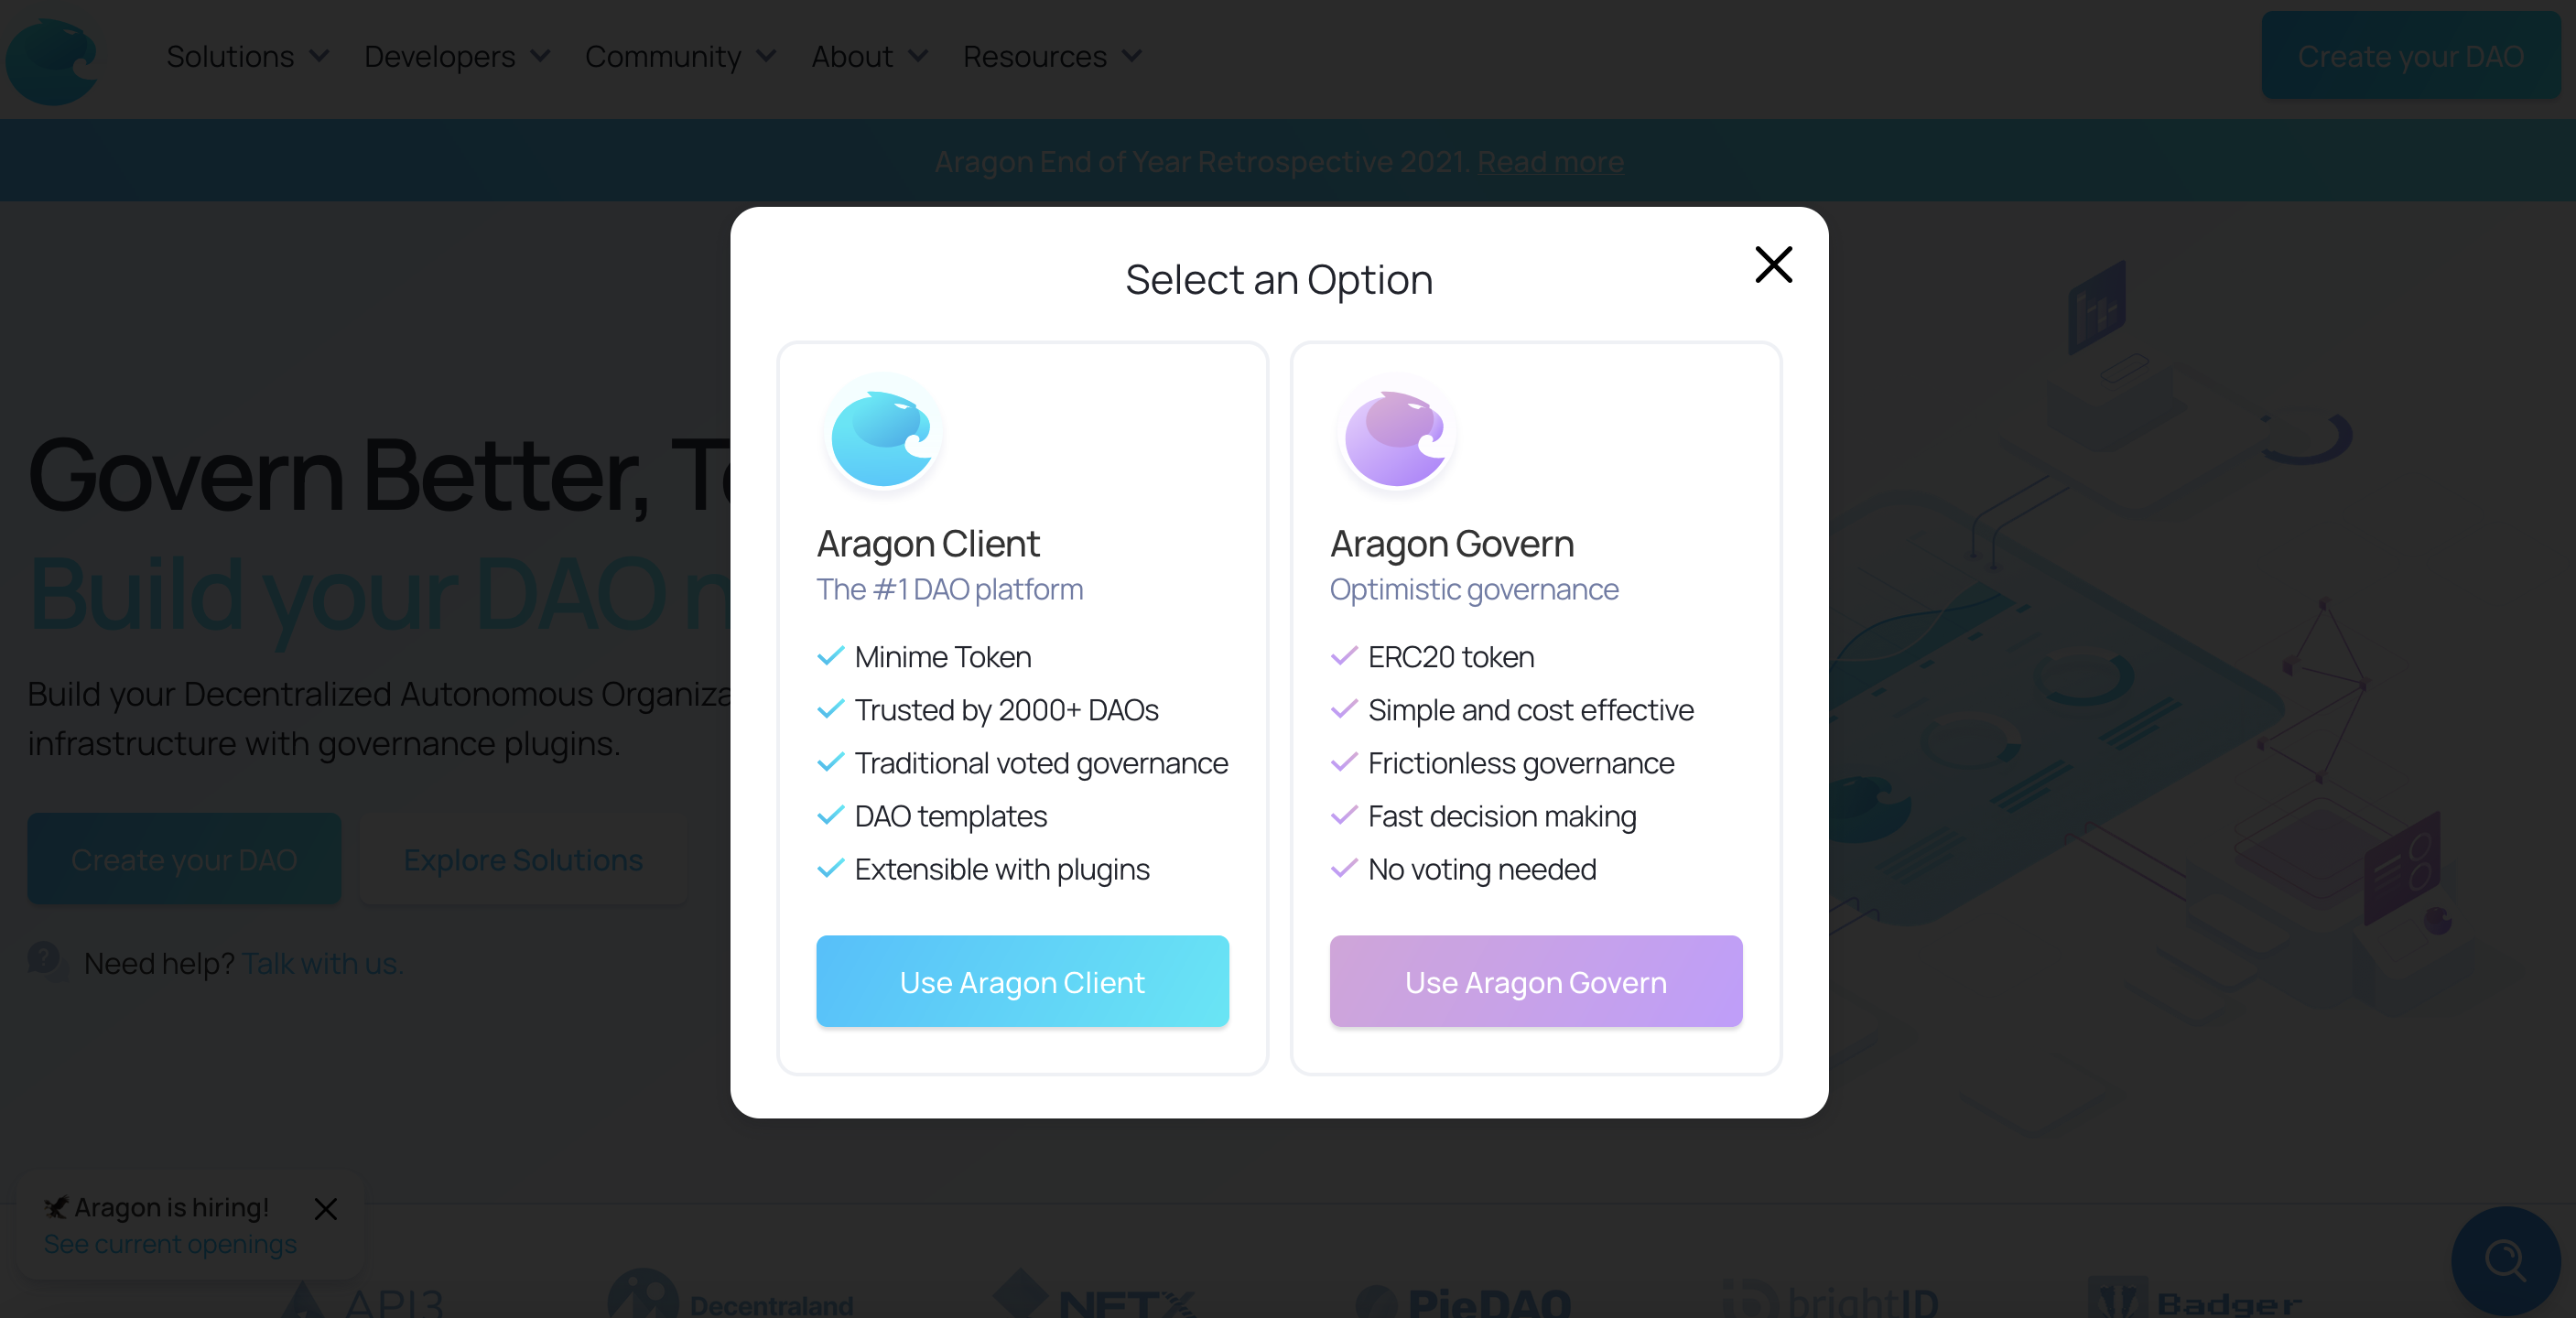 Solutions
Developers
Community
About
Resources
Create your DAO
Aragon End of Year Retrospective 2021. Read more
Govern Better,
Build your DAO
Build your Decentralized Autonomous
infrastructure with governance plugins.
Create your DAO
Explore Solutions
Need help? Talk with us.
Select an Option
Aragon Client
The #1 DAO platform
Minime Token
Trusted by 2000+ DAOs
Traditional voted governance
DAO templates
Extensible with plugins
Use Aragon Client
Aragon Govern
Optimistic governance
ERC20 token
Simple and cost effective
Frictionless governance
Fast decision making
No voting needed
Use Aragon Govern
Aragon is hiring!
See current openings
API3
Decentraland
NFTX
PieDAO
brightID
Badger